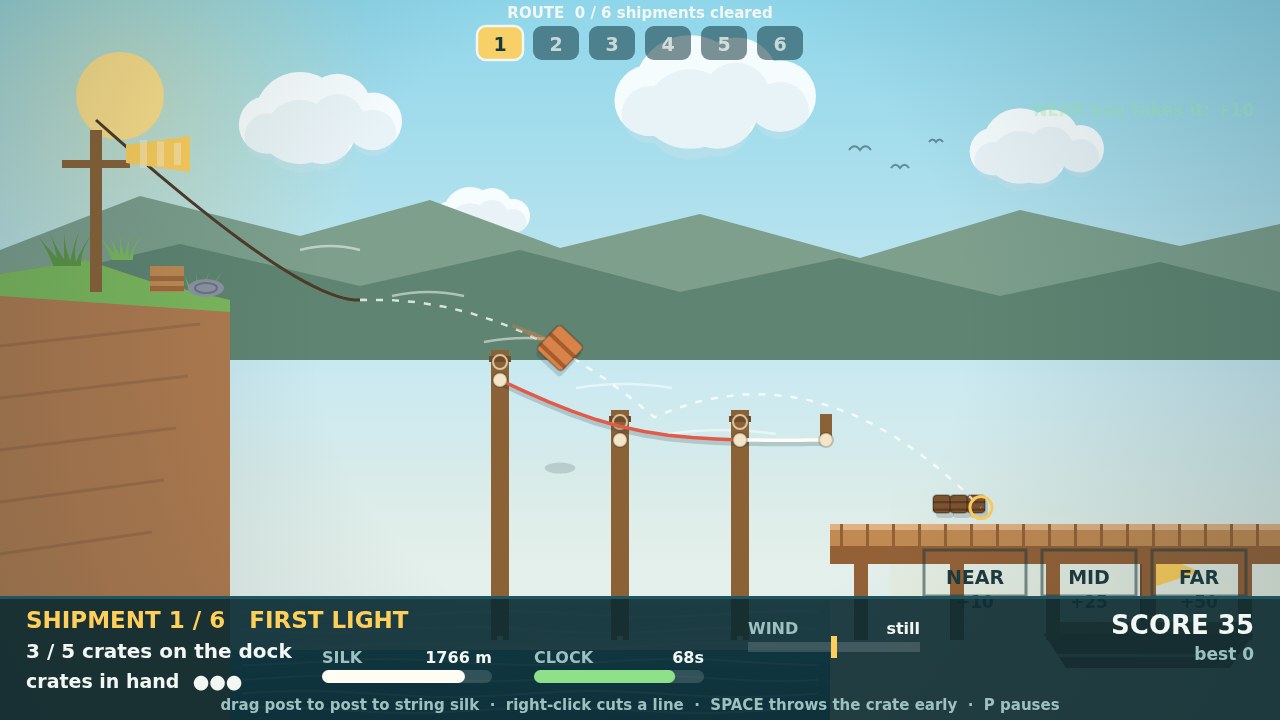 ROUTE 0 / 6 shipments cleared
1 2 3 4 5 6
NEAR +10
MID +25
FAR +50
SHIPMENT 1 / 6 FIRST LIGHT
3 / 5 crates on the dock
crates in hand
SILK 1766 m
CLOCK 68s
WIND still
SCORE 35
best 0
drag post to post to string silk · right-click cuts a line · SPACE throws the crate early · P pauses